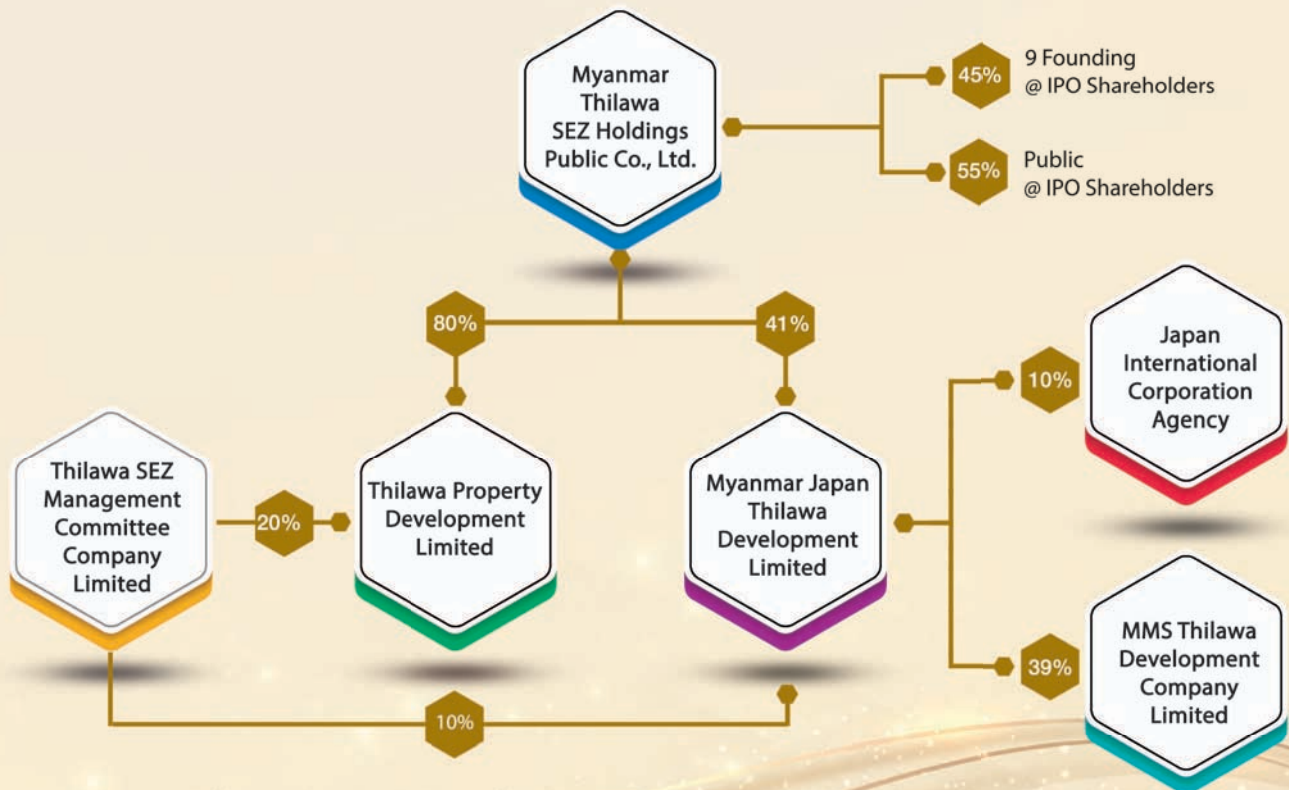 Myanmar
Thilawa
SEZ Holdings
Public Co., Ltd.
45%
9 Founding
@ IPO Shareholders
55%
Public
@ IPO Shareholders
80%
41%
Thilawa SEZ
Management
Committee
Company
Limited
20%
Thilawa Property
Development
Limited
Myanmar Japan
Thilawa
Development
Limited
10%
Japan
International
Corporation
Agency
39%
MMS Thilawa
Development
Company
Limited
10%